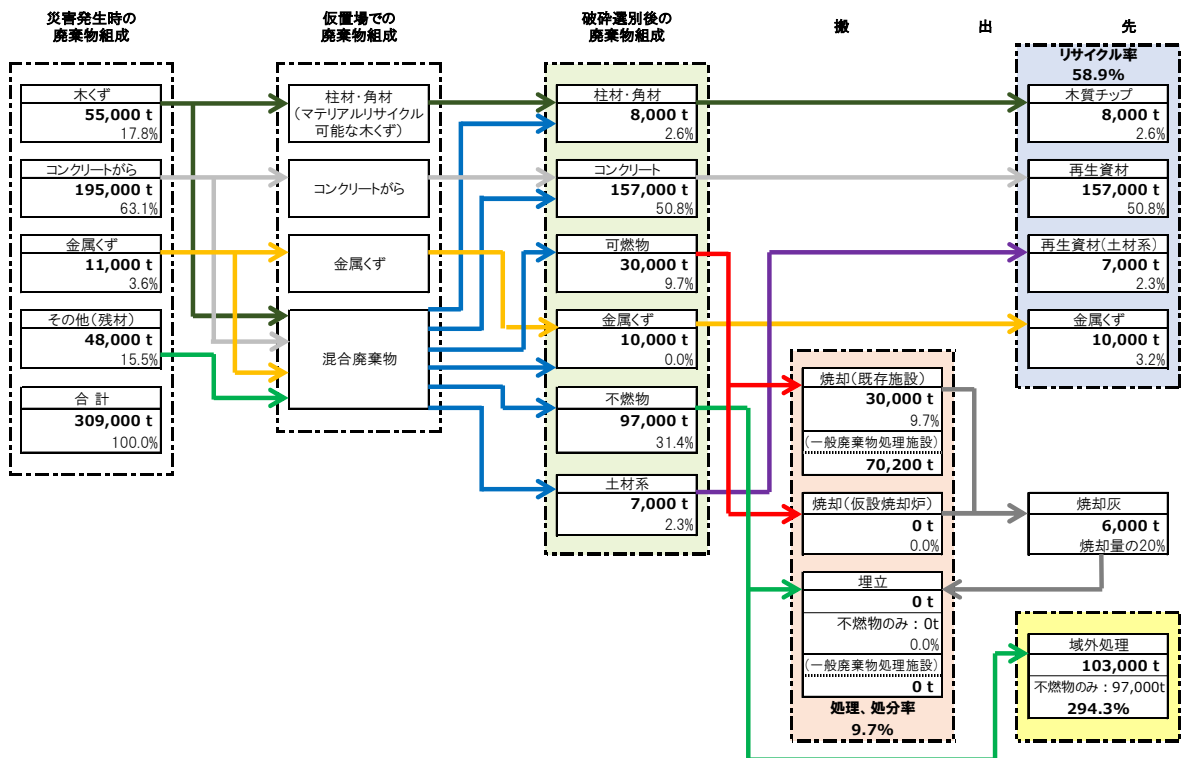 災害発生時の
廃棄物組成
木くず
55,000 t
17.8%
コンクリートがら
195,000 t
63.1%
金属くず
11,000 t
3.6%
その他(残材)
48,000 t
15.5%
合 計
309,000 t
100.0%
仮置場での
廃棄物組成
柱材・角材
(マテリアルリサイクル
可能な木くず)
コンクリートがら
金属くず
混合廃棄物
破砕選別後の
廃棄物組成
柱材・角材
8,000 t
2.6%
コンクリート
157,000 t
50.8%
可燃物
30,000 t
9.7%
金属くず
10,000 t
0.0%
不燃物
97,000 t
31.4%
土材系
7,000 t
2.3%
搬 出 先
焼却(既存施設)
30,000 t
9.7%
(一般廃棄物処理施設)
70,200 t
焼却(仮設焼却炉)
0 t
0.0%
埋立
0 t
不燃物のみ：0t
0.0%
(一般廃棄物処理施設)
0 t
処理、処分率
9.7%
リサイクル率
58.9%
木質チップ
8,000 t
2.6%
再生資材
157,000 t
50.8%
再生資材(土材系)
7,000 t
2.3%
金属くず
10,000 t
3.2%
焼却灰
6,000 t
焼却量の20%
域外処理
103,000 t
不燃物のみ：97,000t
294.3%